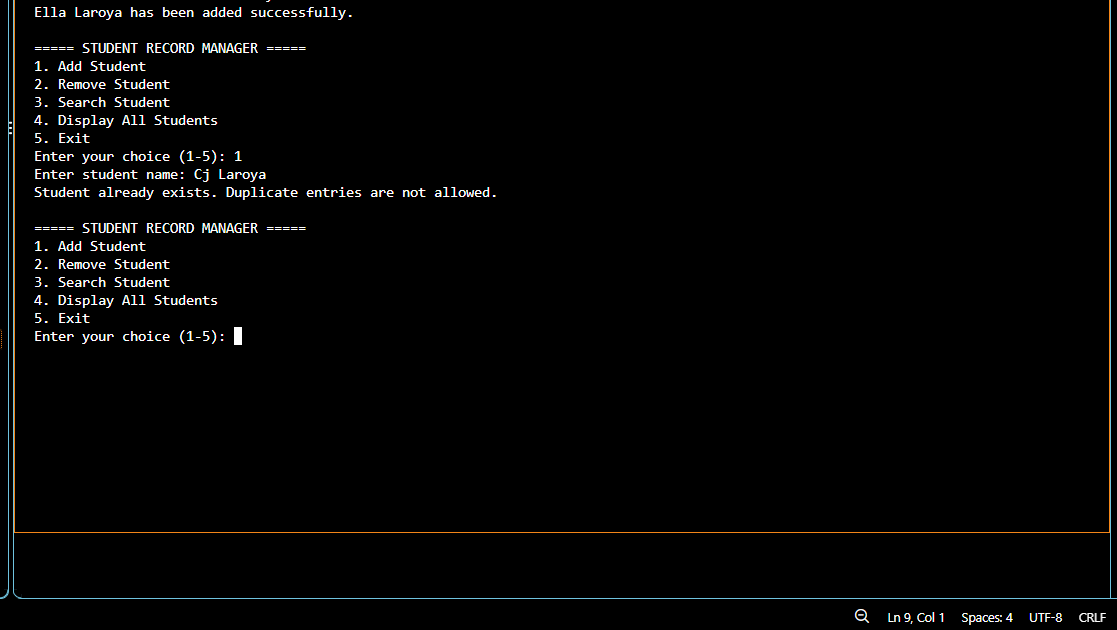 Ella Laroya has been added successfully.
===== STUDENT RECORD MANAGER =====
1. Add Student
2. Remove Student
3. Search Student
4. Display All Students
5. Exit
Enter your choice (1-5): 1
Enter student name: Cj Laroya
Student already exists. Duplicate entries are not allowed.
===== STUDENT RECORD MANAGER =====
1. Add Student
2. Remove Student
3. Search Student
4. Display All Students
5. Exit
Enter your choice (1-5):
Ln 9, Col 1 Spaces: 4 UTF-8 CRLF